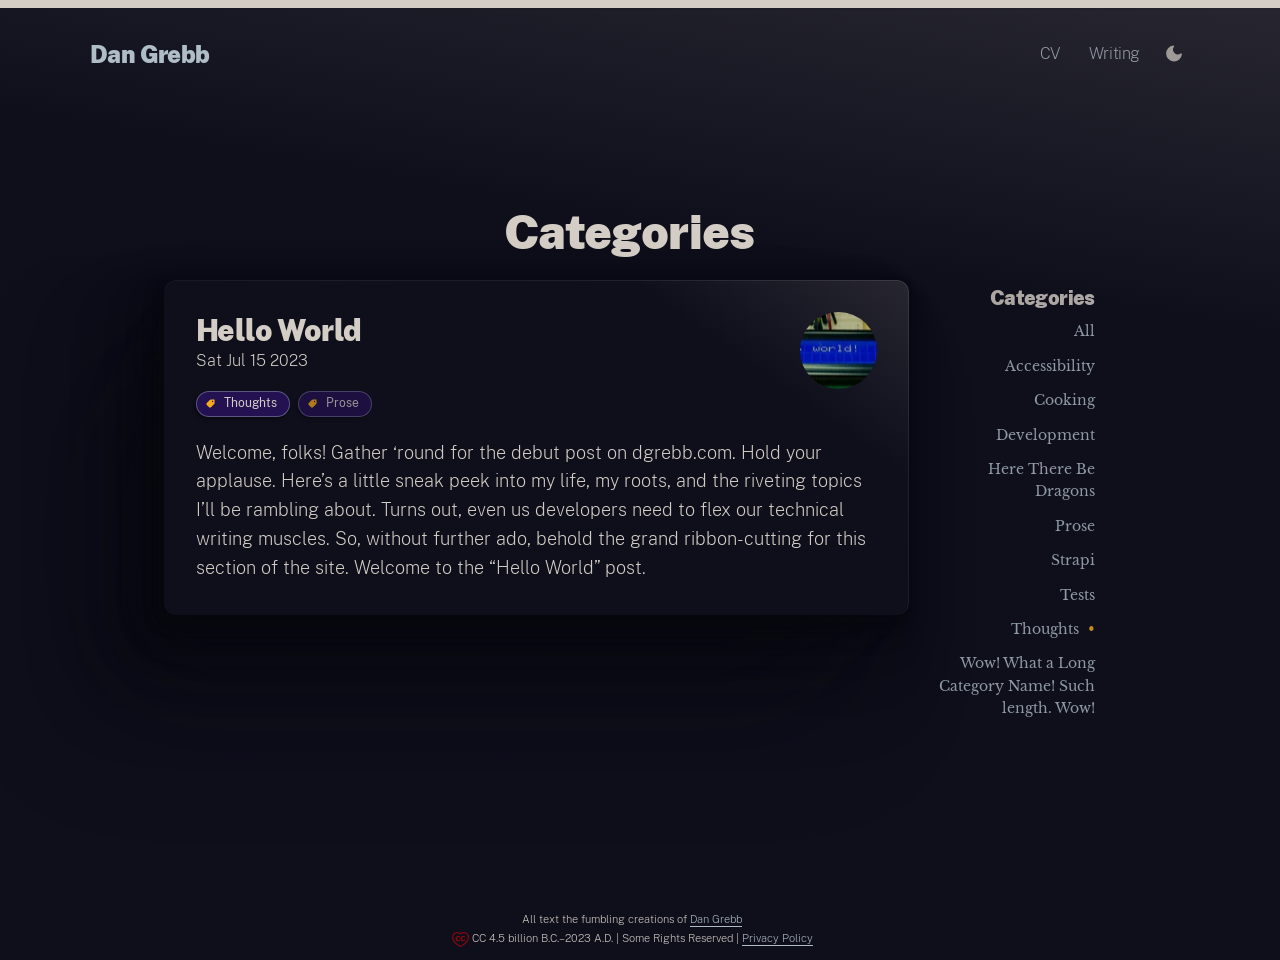 Dan Grebb
CV
Writing
Categories
Hello World
Sat Jul 15 2023
world!
Thoughts
Prose
Welcome, folks! Gather ‘round for the debut post on dgrebb.com. Hold your
applause. Here’s a little sneak peek into my life, my roots, and the riveting topics
I’ll be rambling about. Turns out, even us developers need to flex our technical
writing muscles. So, without further ado, behold the grand ribbon-cutting for this
section of the site. Welcome to the “Hello World” post.
Categories
All
Accessibility
Cooking
Development
Here There Be
Dragons
Prose
Strapi
Tests
Thoughts •
Wow! What a Long
Category Name! Such
length. Wow!
All text the fumbling creations of Dan Grebb
CC 4.5 billion B.C.–2023 A.D. | Some Rights Reserved | Privacy Policy